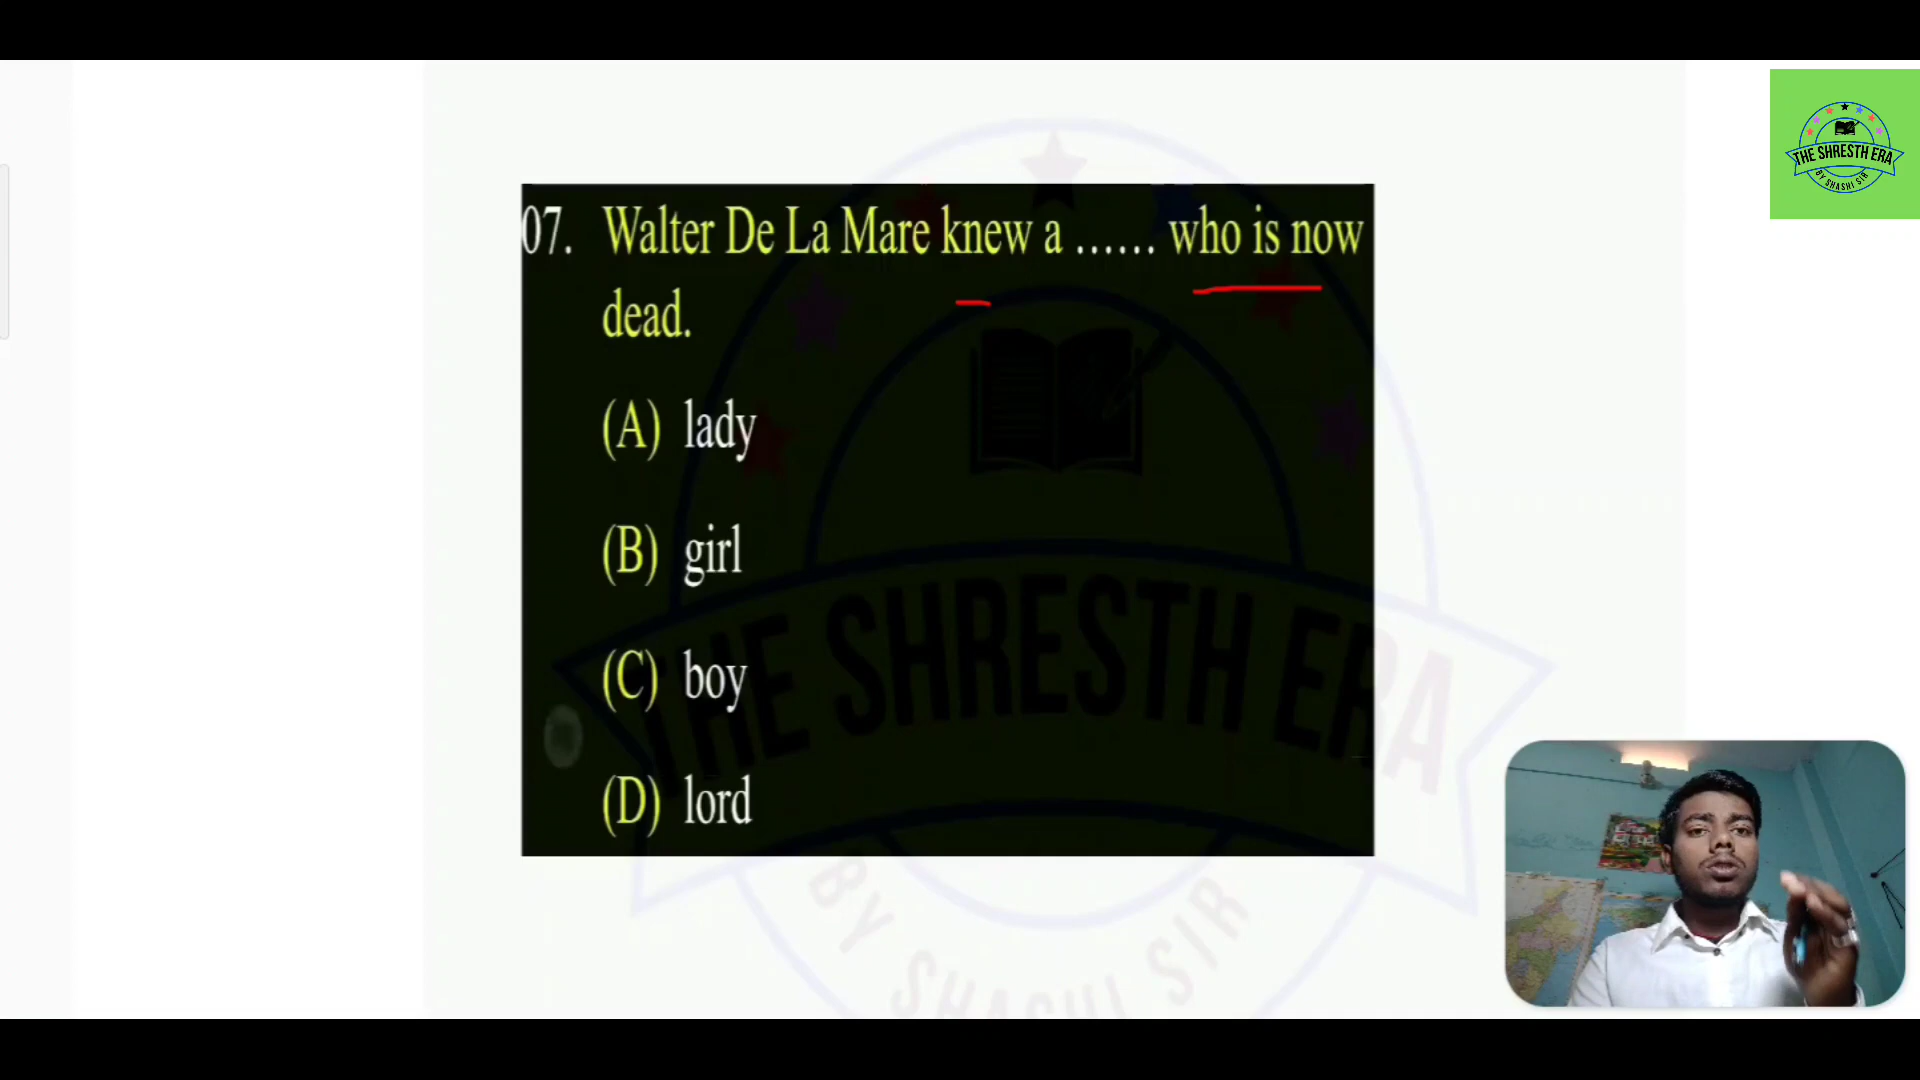 THE SHRESTH ERA
BY SHASHI SIR
07. Walter De La Mare knew a ...... who is now
dead.
(A) lady
(B) girl
(C) boy
(D) lord
THE SHRESTH ERA
BY SHASHI SIR